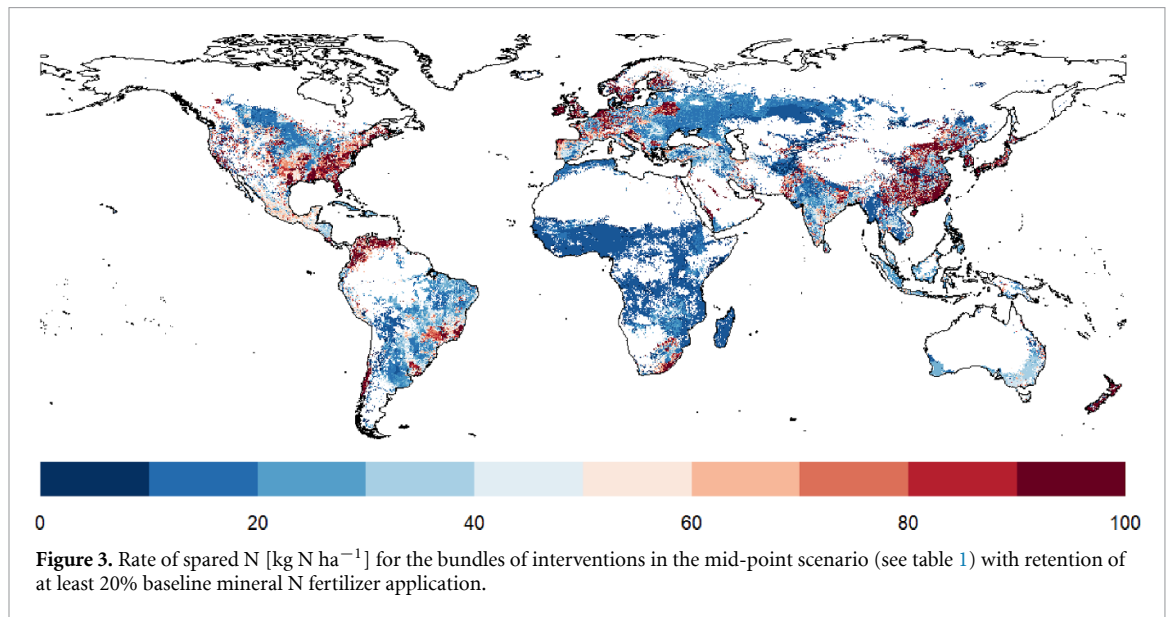 0 20 40 60 80 100
Figure 3. Rate of spared N [kg N ha⁻¹] for the bundles of interventions in the mid-point scenario (see table 1) with retention of
at least 20% baseline mineral N fertilizer application.